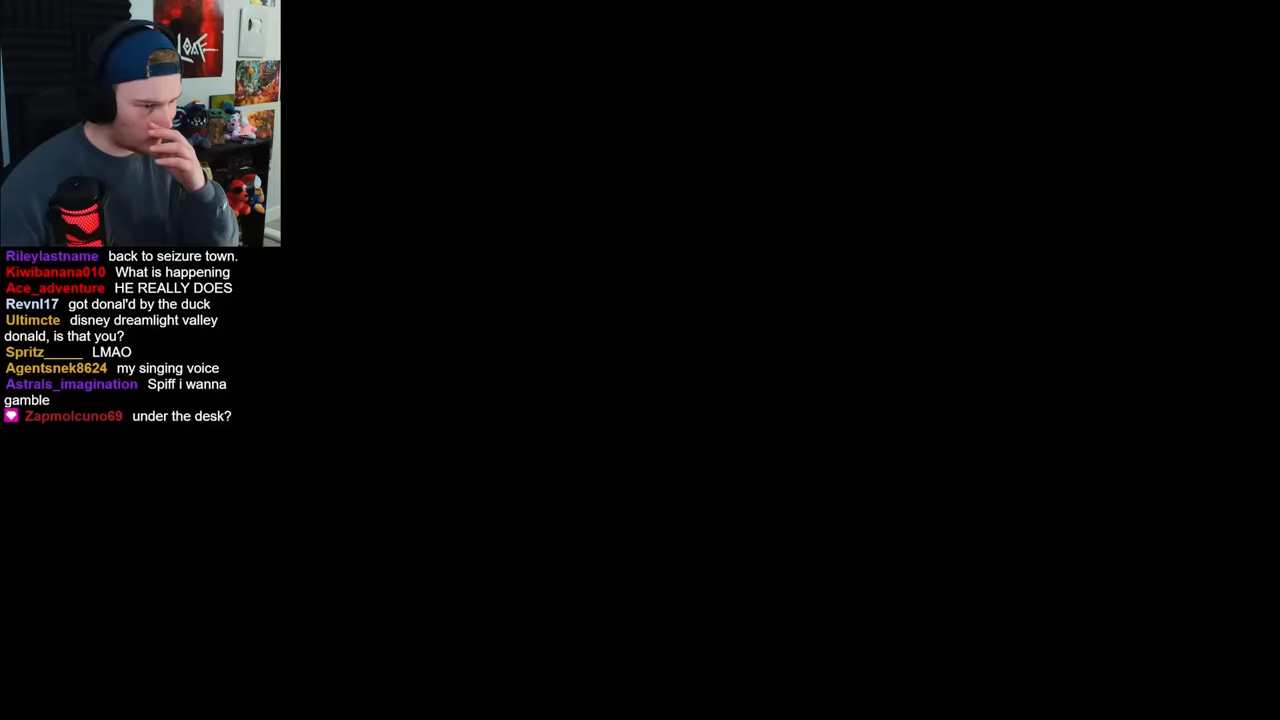 LOAF
Rileylastname back to seizure town.
Kiwibanana010 What is happening
Ace_adventure HE REALLY DOES
Revnl17 got donal'd by the duck
Ultimcte disney dreamlight valley
donald, is that you?
Spritz_____ LMAO
Agentsnek8624 my singing voice
Astrals_imagination Spiff i wanna
gamble
Zapmolcuno69 under the desk?